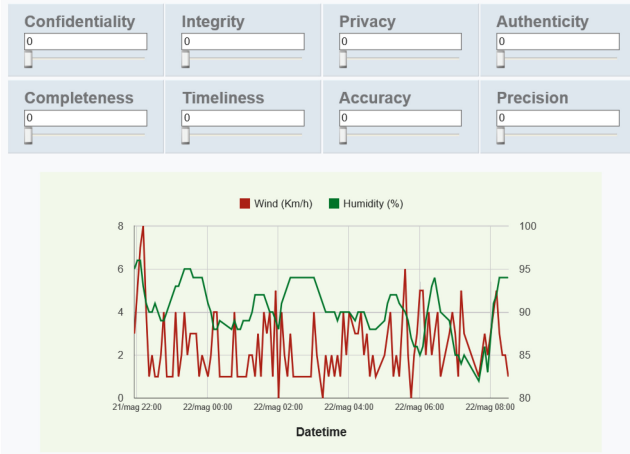 Confidentiality Integrity Privacy Authenticity
0 0 0 0
Completeness Timeliness Accuracy Precision
0 0 0 0
Wind (Km/h) Humidity (%)
8 100
6 95
4 90
2 85
0 80
21/mag 22:00 22/mag 00:00 22/mag 02:00 22/mag 04:00 22/mag 06:00 22/mag 08:00
Datetime